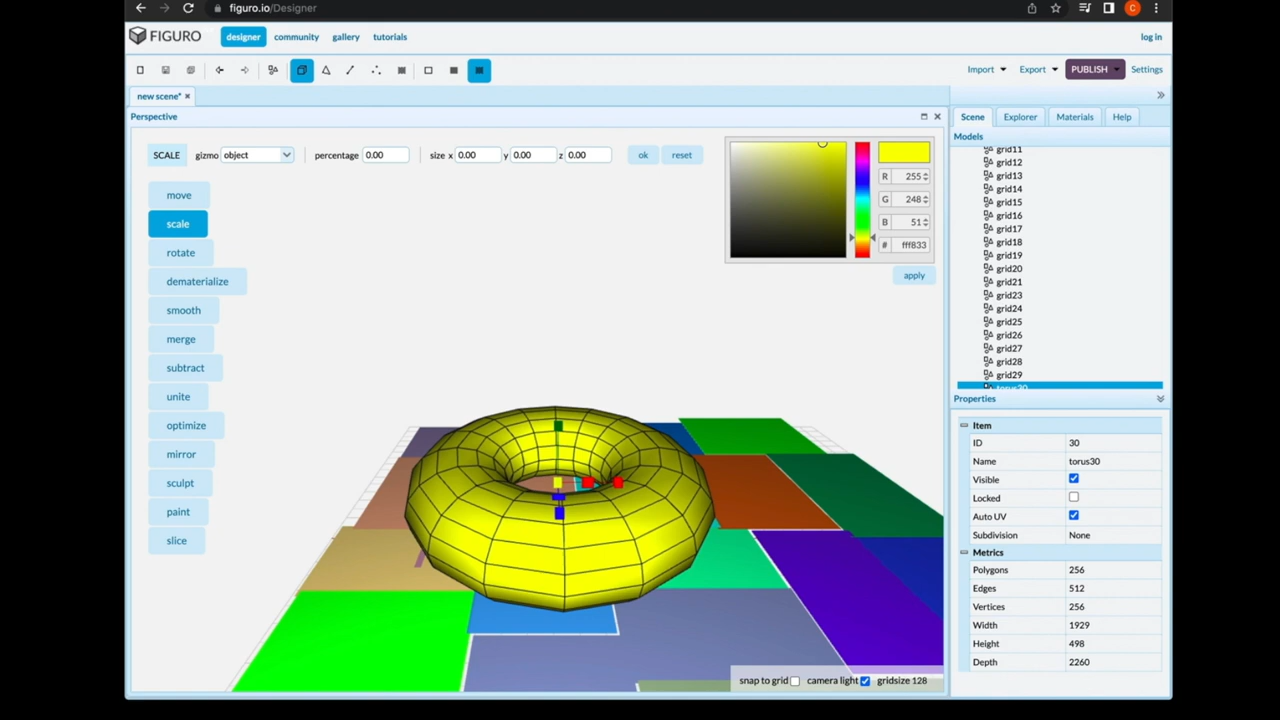 figuro.io/Designer
C
FIGURO designer community gallery tutorials log in
Import Export PUBLISH Settings
new scene*
Perspective
SCALE gizmo object percentage 0.00 size x 0.00 y 0.00 z 0.00 ok reset
R 255
G 248
B 51
# fff833
apply
move
scale
rotate
dematerialize
smooth
merge
subtract
unite
optimize
mirror
sculpt
paint
slice
snap to grid camera light gridsize 128
Scene Explorer Materials Help
Models
grid11
grid12
grid13
grid14
grid15
grid16
grid17
grid18
grid19
grid20
grid21
grid23
grid24
grid25
grid26
grid27
grid28
grid29
torus30
Properties
Item
ID 30
Name torus30
Visible
Locked
Auto UV
Subdivision None
Metrics
Polygons 256
Edges 512
Vertices 256
Width 1929
Height 498
Depth 2260